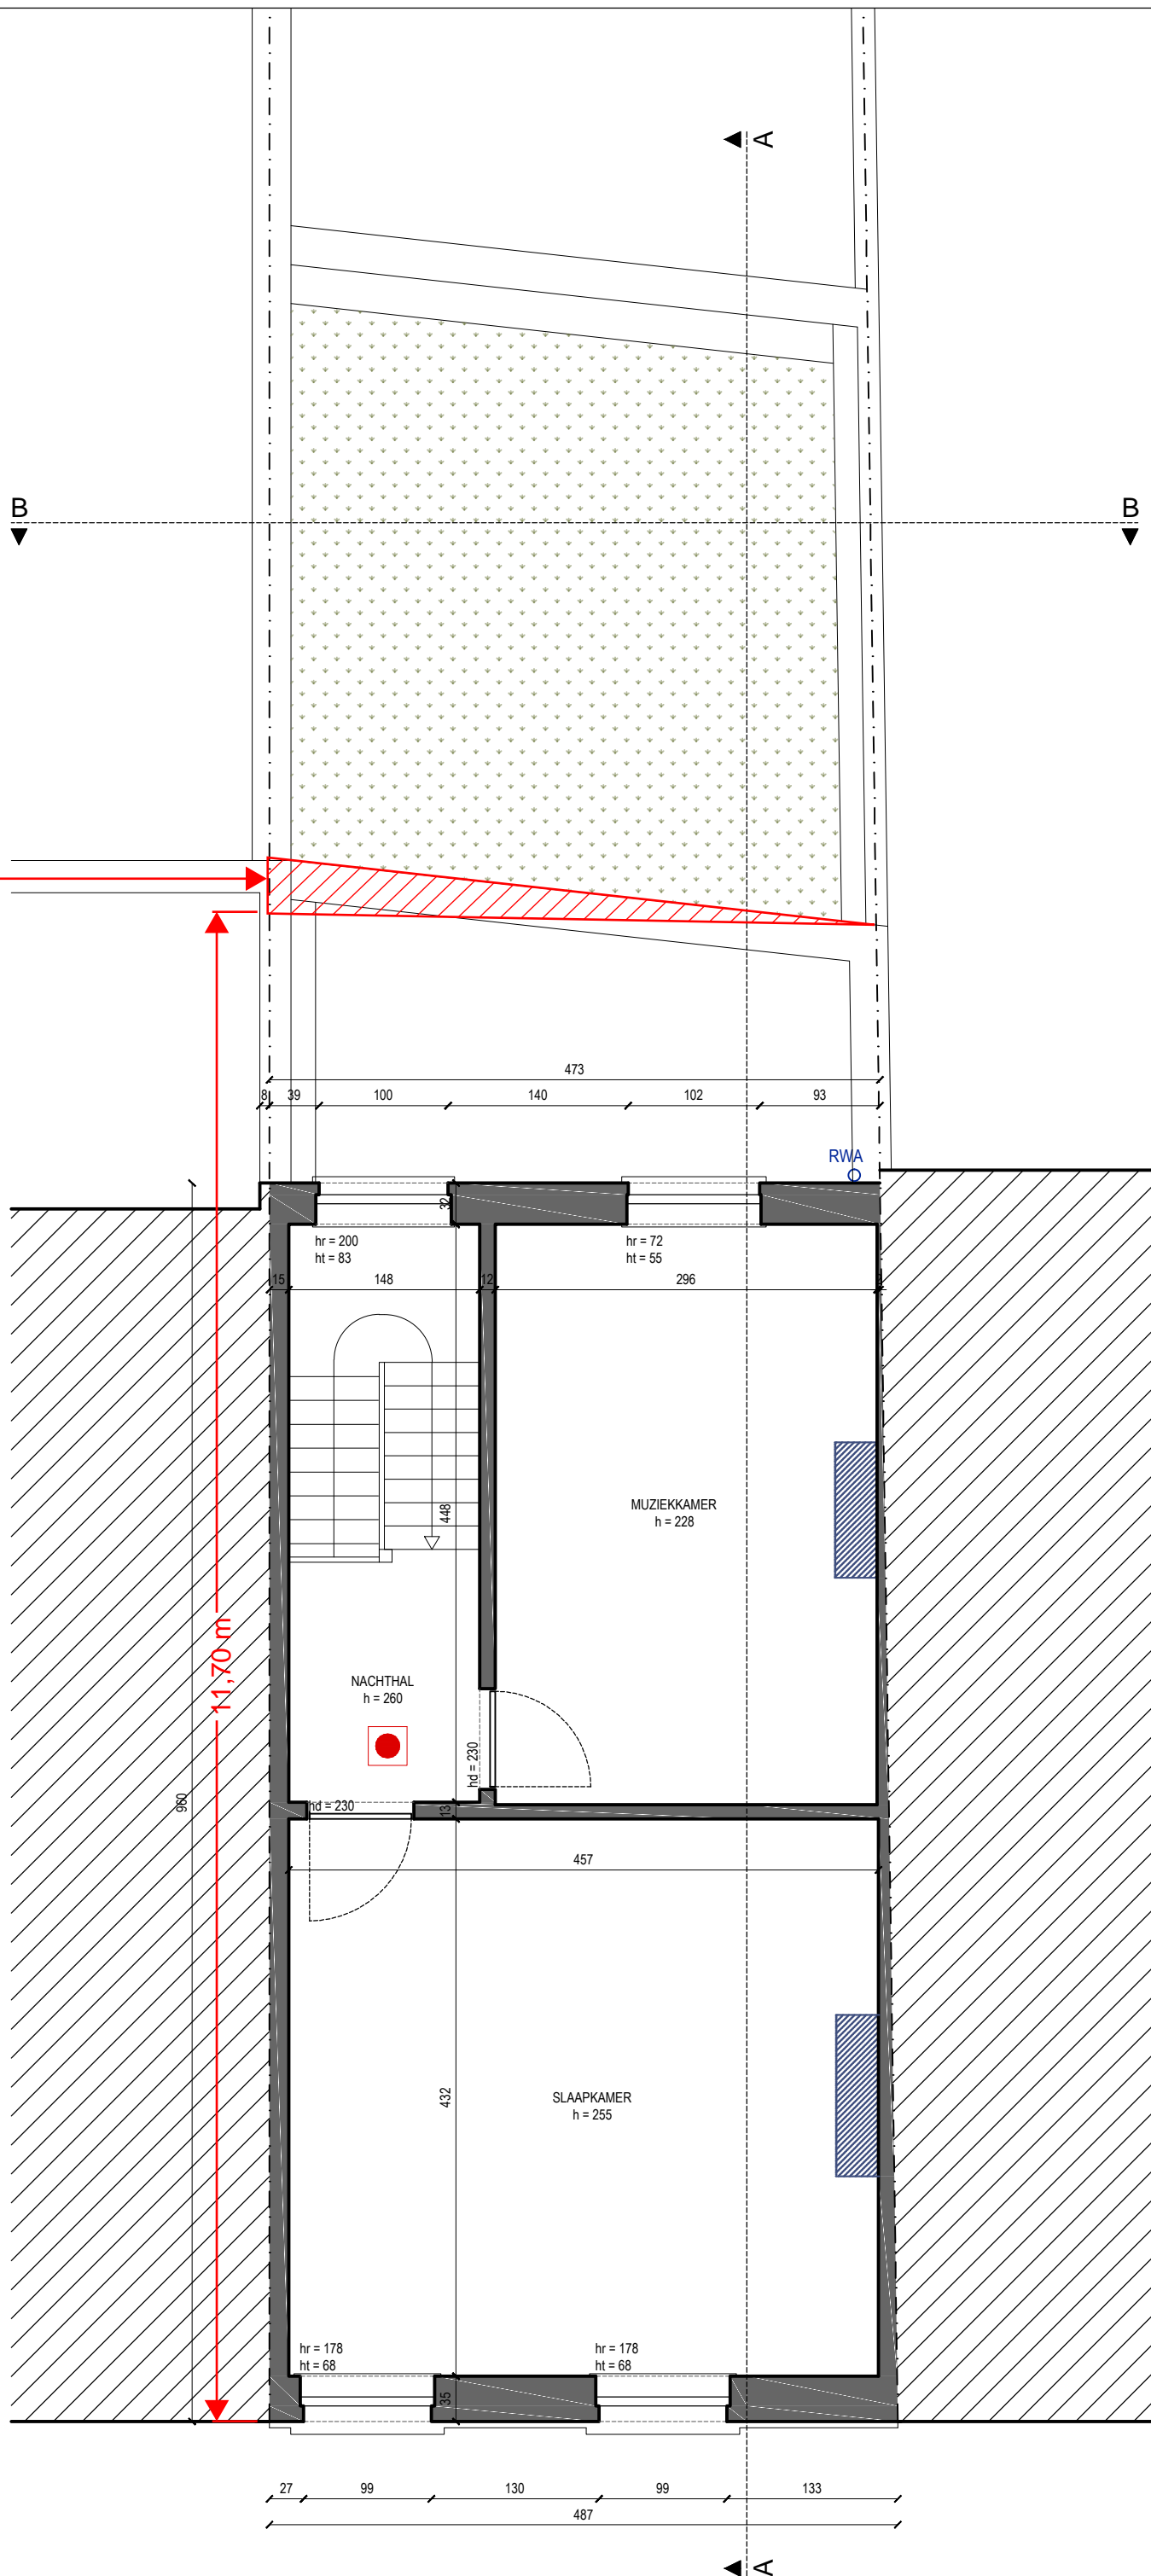 A
B
B
473
8
39
100
140
102
93
RWA
32
hr = 200
ht = 83
hr = 72
ht = 55
15
148
12
296
448
MUZIEKKAMER
h = 228
11,70 m
NACHTHAL
h = 260
hd = 230
960
hd = 230
13
457
432
SLAAPKAMER
h = 255
hr = 178
ht = 68
hr = 178
ht = 68
35
27
99
130
99
133
487
A